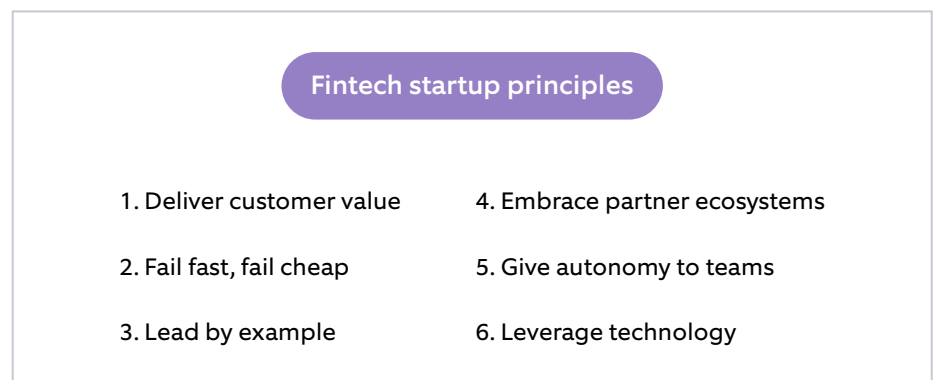 Fintech startup principles
1. Deliver customer value
2. Fail fast, fail cheap
3. Lead by example
4. Embrace partner ecosystems
5. Give autonomy to teams
6. Leverage technology